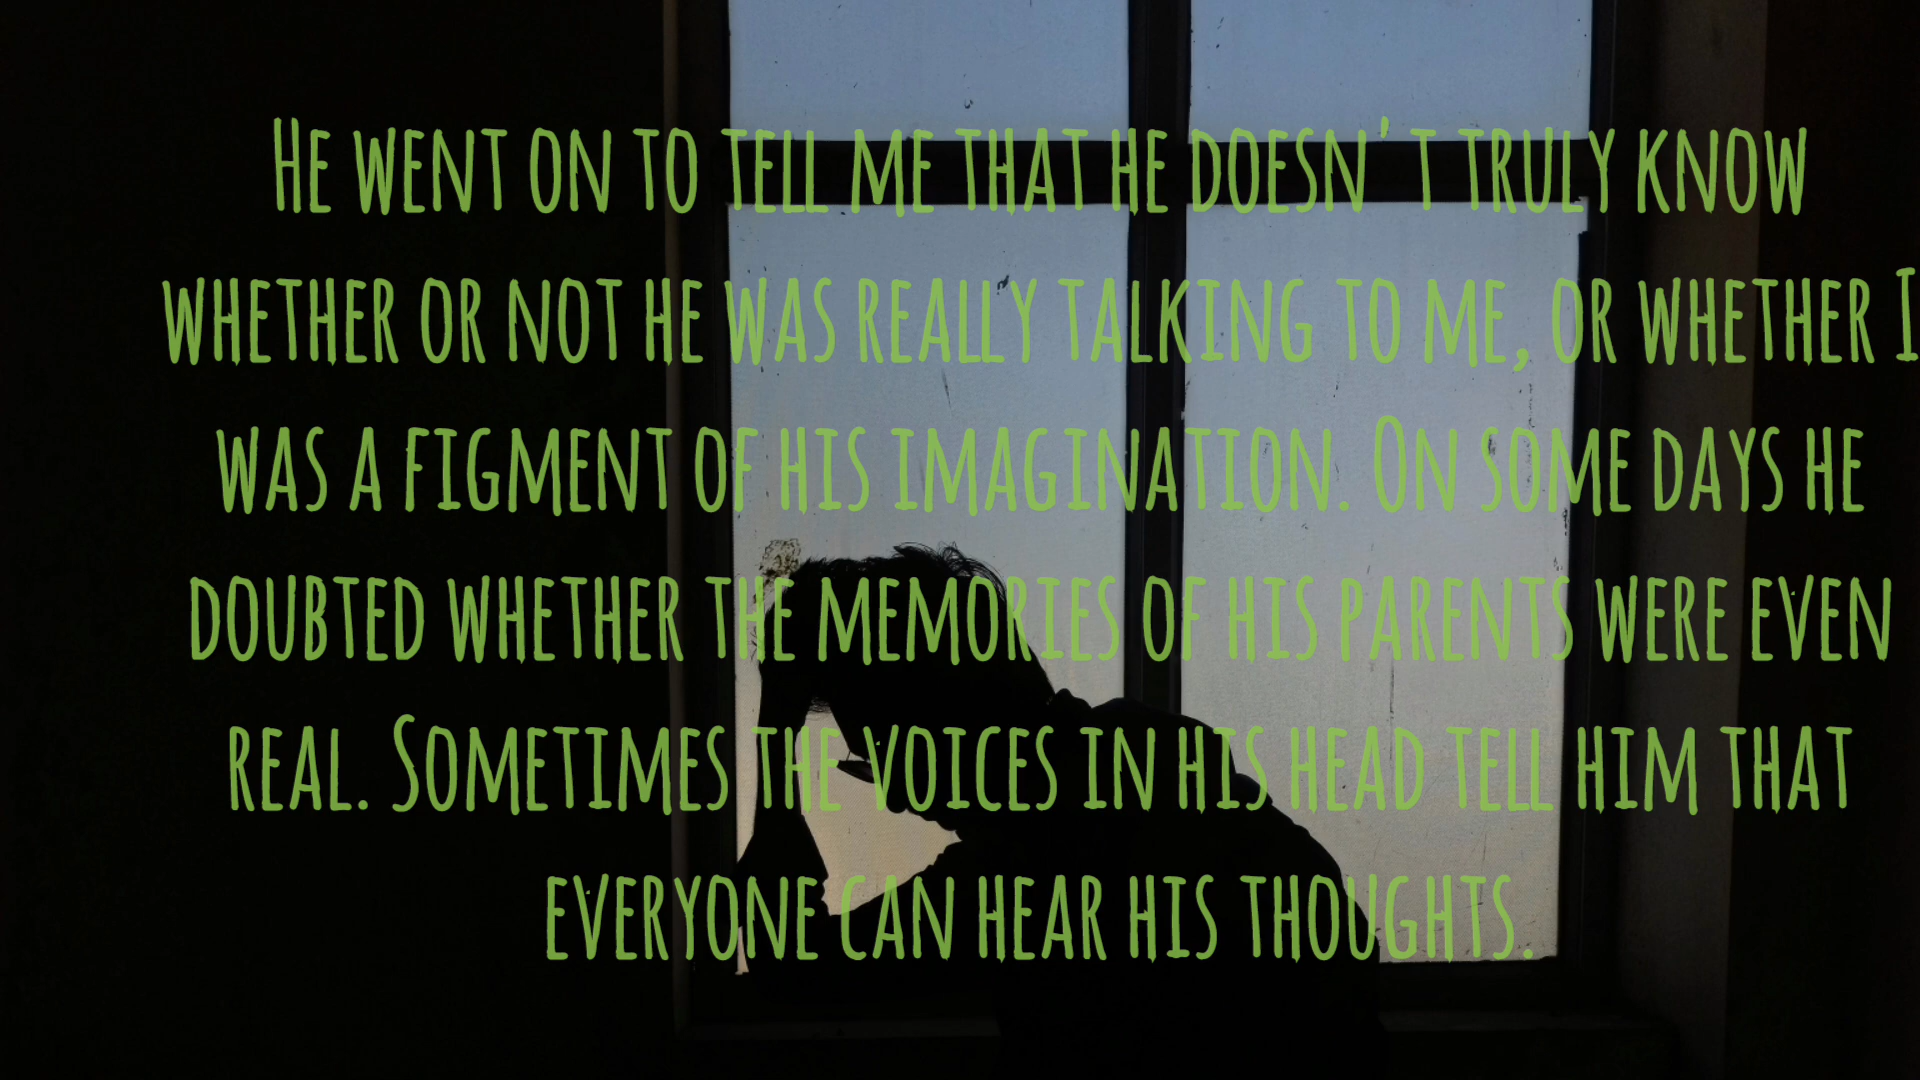 He went on to tell me that he doesn't truly know
whether or not he was really talking to me, or whether I
was a figment of his imagination. On some days he
doubted whether the memories of his parents were even
real. Sometimes the voices in his head tell him that
everyone can hear his thoughts.